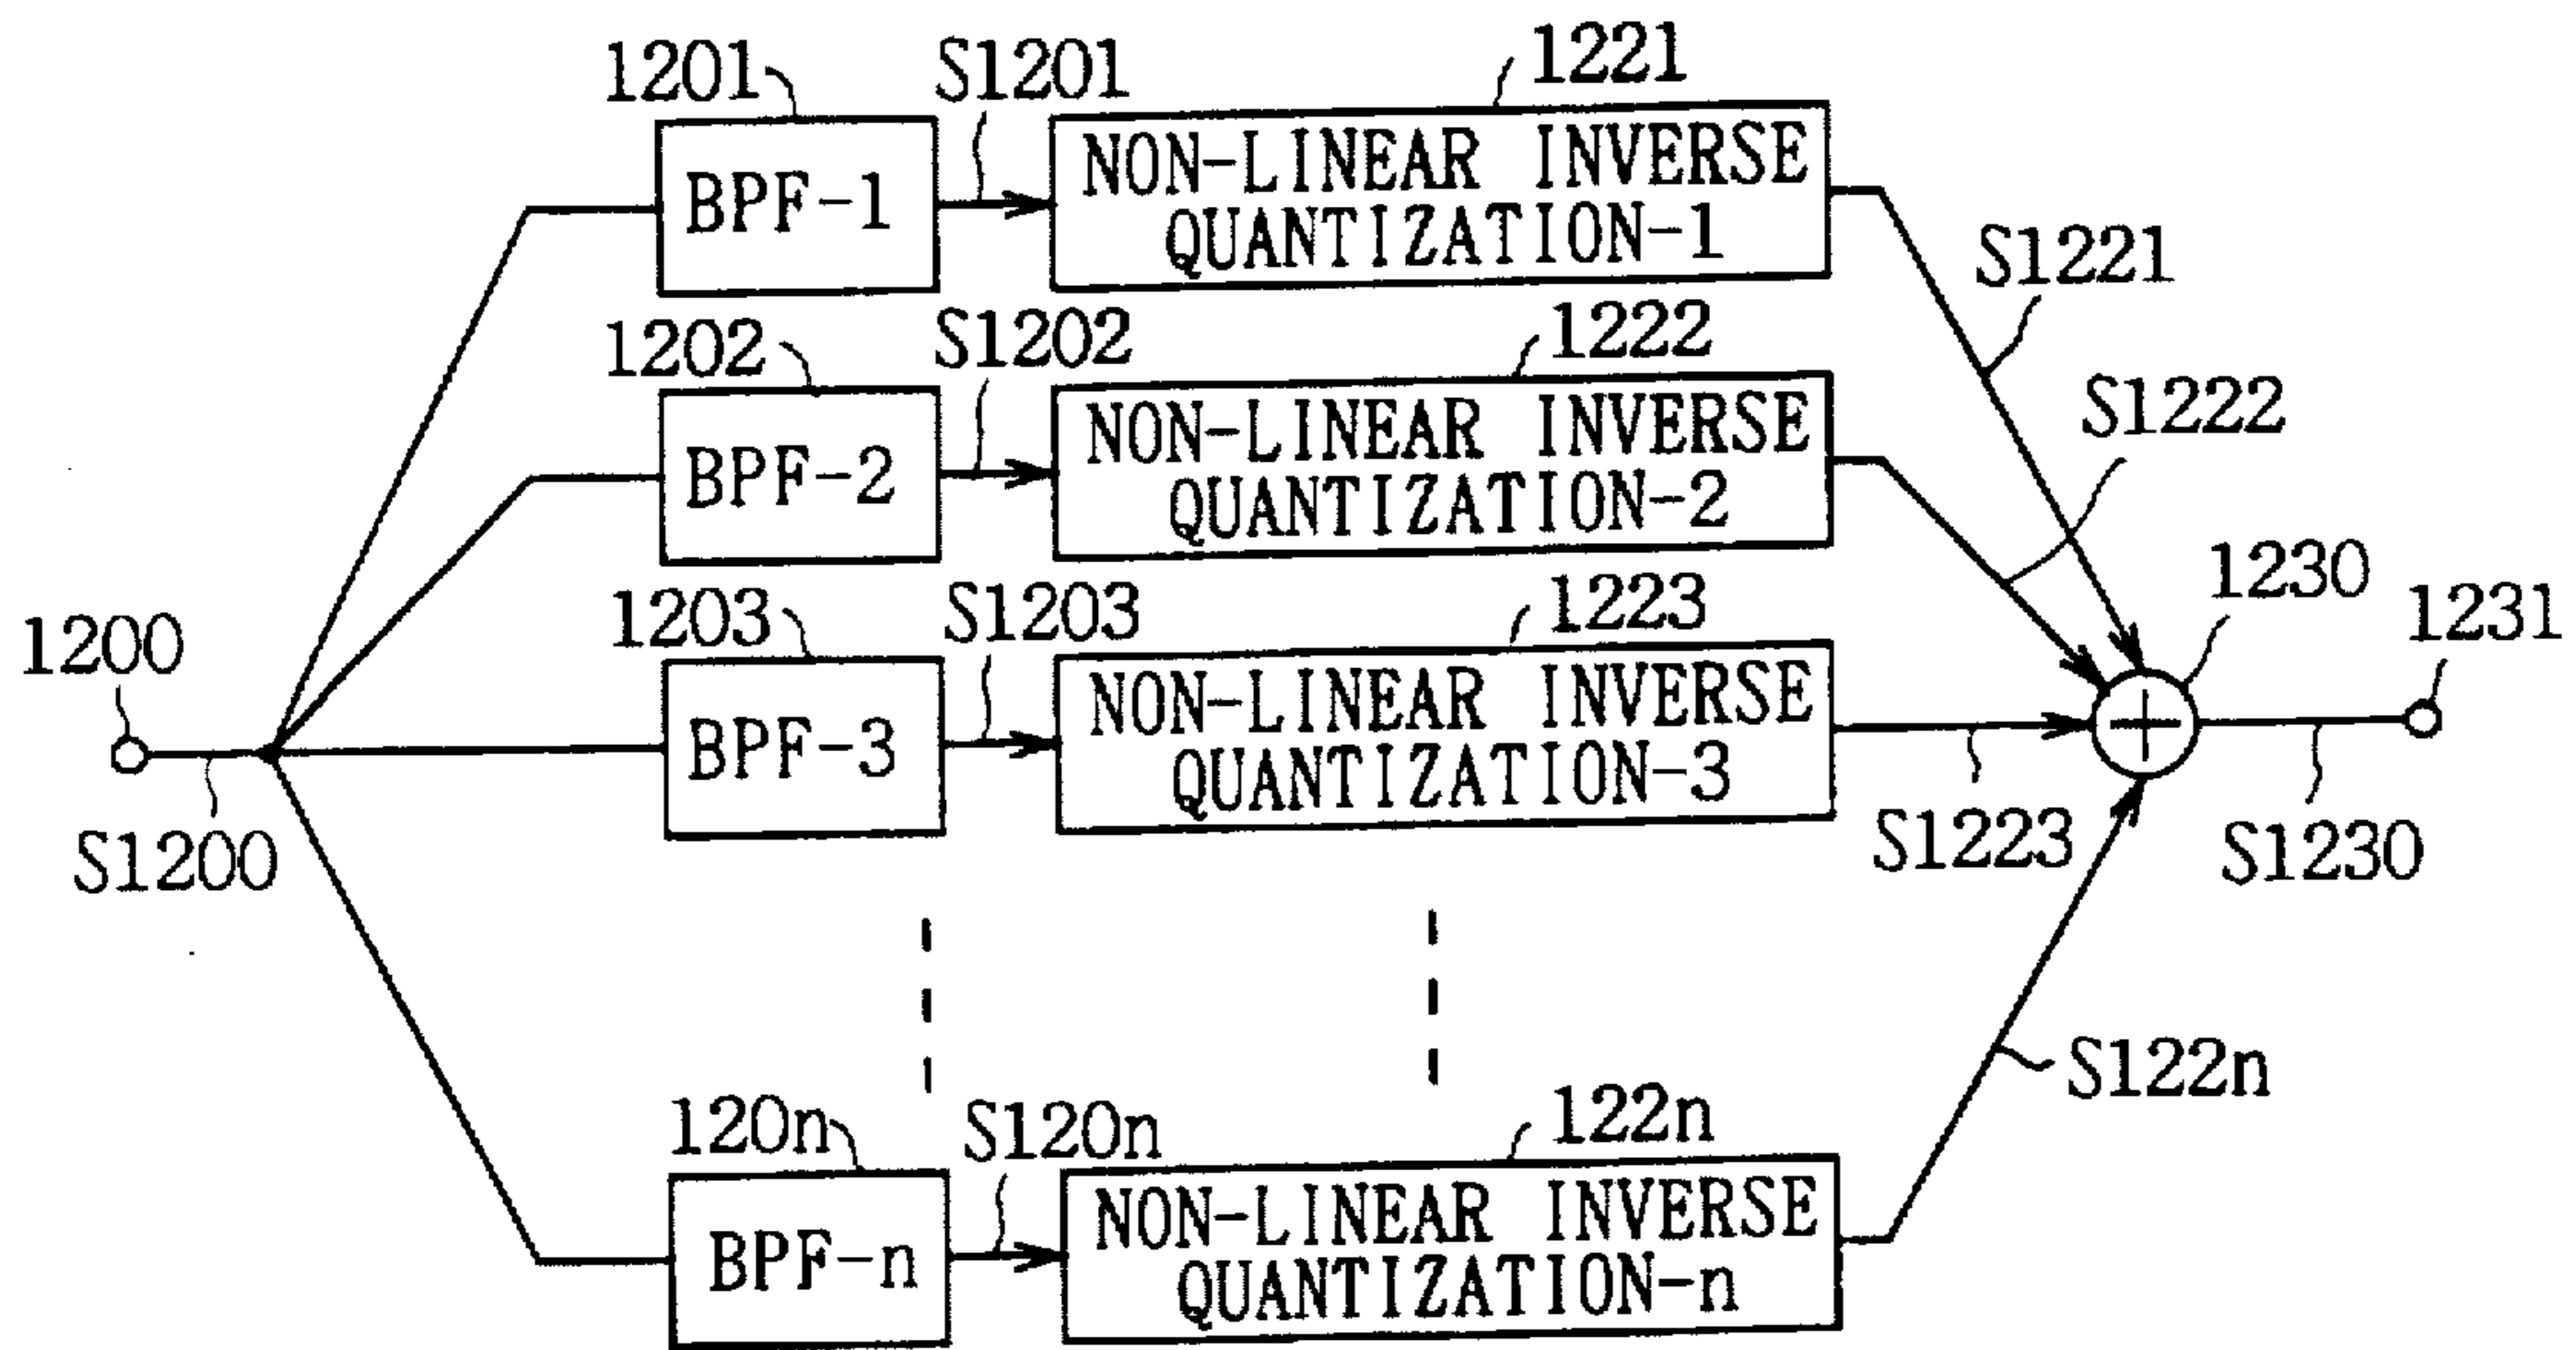 1201
S1201
1221
BPF-1
NON-LINEAR INVERSE
QUANTIZATION-1
S1221
1202
S1202
1222
BPF-2
NON-LINEAR INVERSE
QUANTIZATION-2
S1222
1203
S1203
1223
BPF-3
NON-LINEAR INVERSE
QUANTIZATION-3
1200
S1200
1230
1231
S1223
S1230
120n
S120n
122n
BPF-n
NON-LINEAR INVERSE
QUANTIZATION-n
S122n